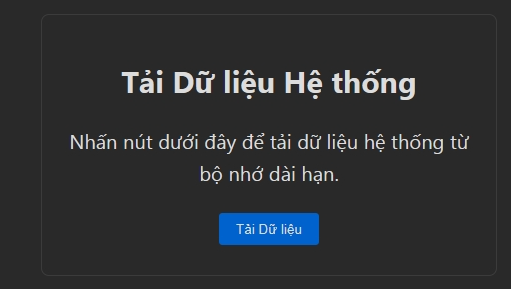 Tải Dữ liệu Hệ thống
Nhấn nút dưới đây để tải dữ liệu hệ thống từ
bộ nhớ dài hạn.
Tải Dữ liệu